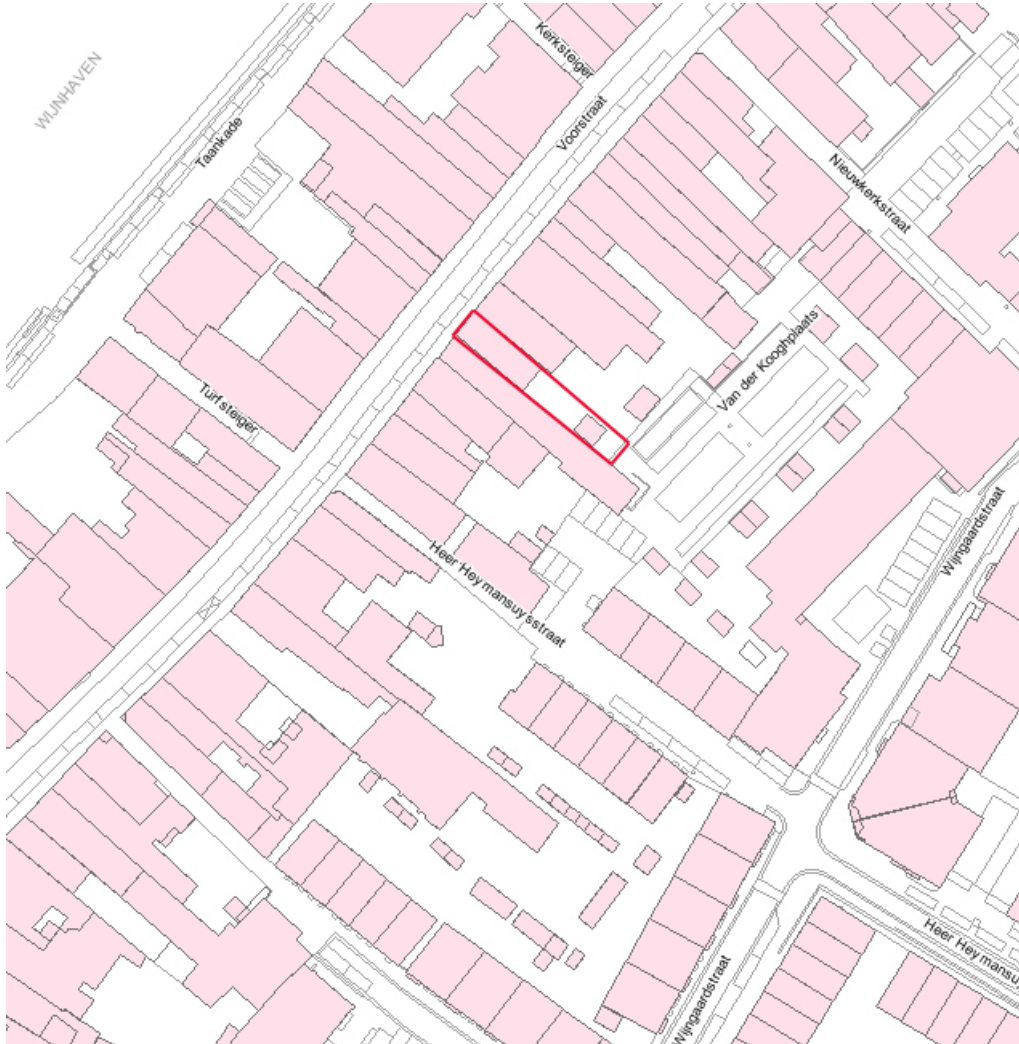 Kerksteiger
WIJNHAVEN
Voorstraat
Taankade
Nieuwkerkstraat
Van der Kooghplaats
Turfsteiger
Wijngaardstraat
Heer Heymansuysstraat
Heer Heymansu
Wijngaardstraat